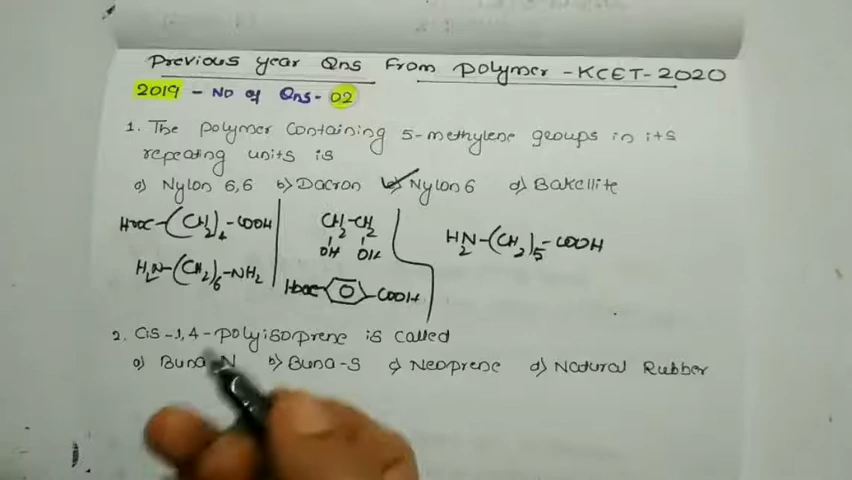 Previous year Qns From polymer - KCET-2020
2019 - No of Qns - 02
1. The polymer containing 5-methylene groups in its
repeating units is
a) Nylon 6,6 b) Dacron c) Nylon 6 d) Bakellite
HOOC-(CH2)4-COOH
H2N-(CH2)6-NH2
CH2-CH2
OH OH
HOOC COOH
H2N-(CH2)5-COOH
2. Cis-1,4-polyisoprene is called
a) Buna-N b) Buna-S c) Neoprene d) Natural Rubber